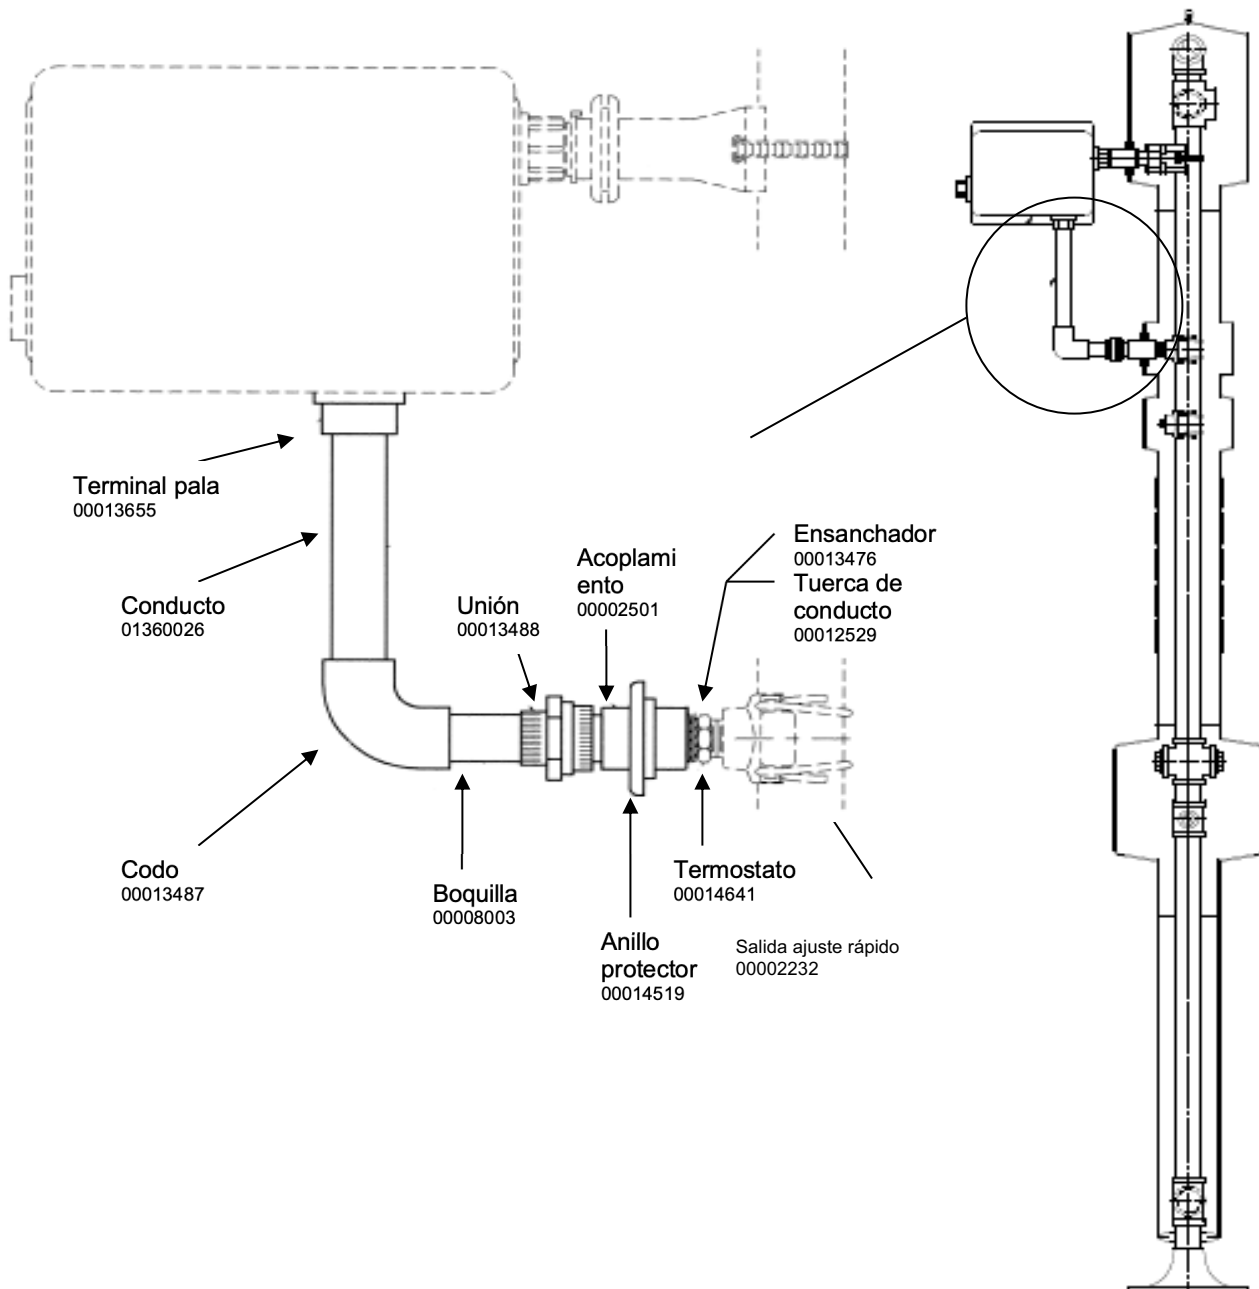 Terminal pala
00013655
Conducto
01360026
Unión
00013488
Acoplami
ento
00002501
Ensanchador
00013476
Tuerca de
conducto
00012529
Codo
00013487
Boquilla
00008003
Anillo
protector
00014519
Termostato
00014641
Salida ajuste rápido
00002232